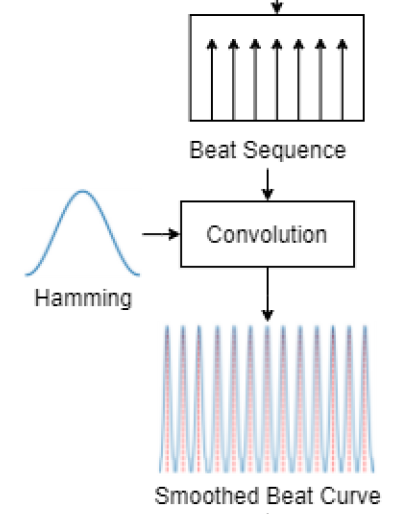 Beat Sequence
Convolution
Hamming
Smoothed Beat Curve